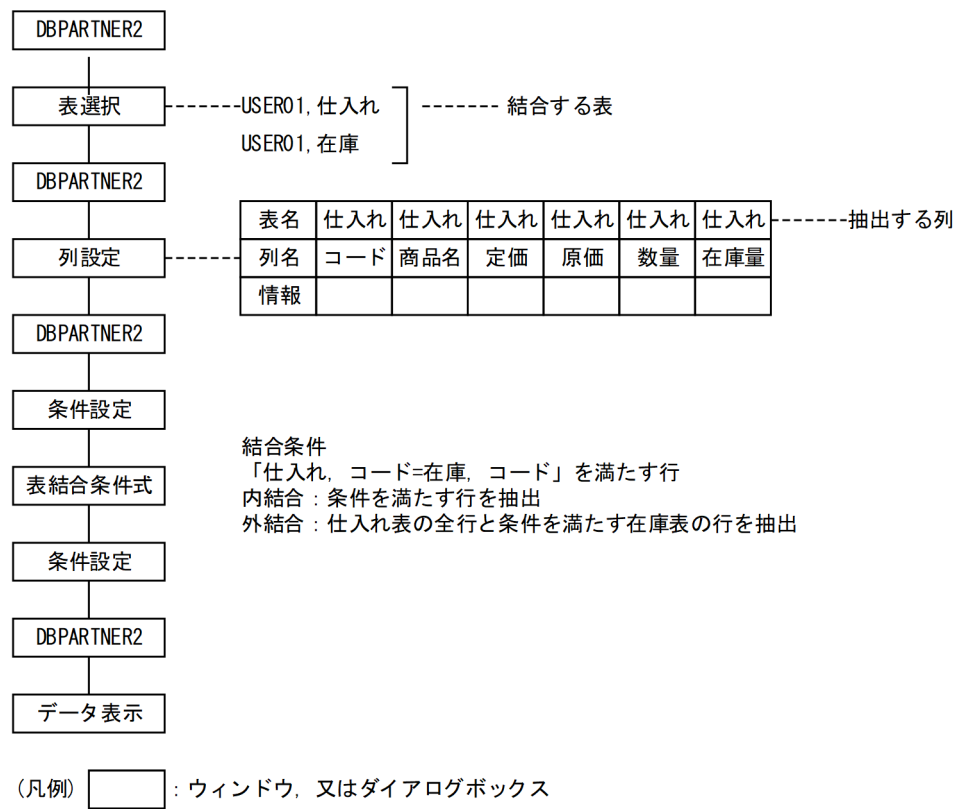 DBPARTNER2
表選択 USER01,仕入れ 結合する表
USER01,在庫
DBPARTNER2
表名 仕入れ 仕入れ 仕入れ 仕入れ 仕入れ 仕入れ 抽出する列
列設定 列名 コード 商品名 定価 原価 数量 在庫量
情報
DBPARTNER2
条件設定
結合条件
「仕入れ, コード=在庫, コード」を満たす行
表結合条件式
内結合：条件を満たす行を抽出
外結合：仕入れ表の全行と条件を満たす在庫表の行を抽出
条件設定
DBPARTNER2
データ表示
(凡例) ：ウィンドウ, 又はダイアログボックス